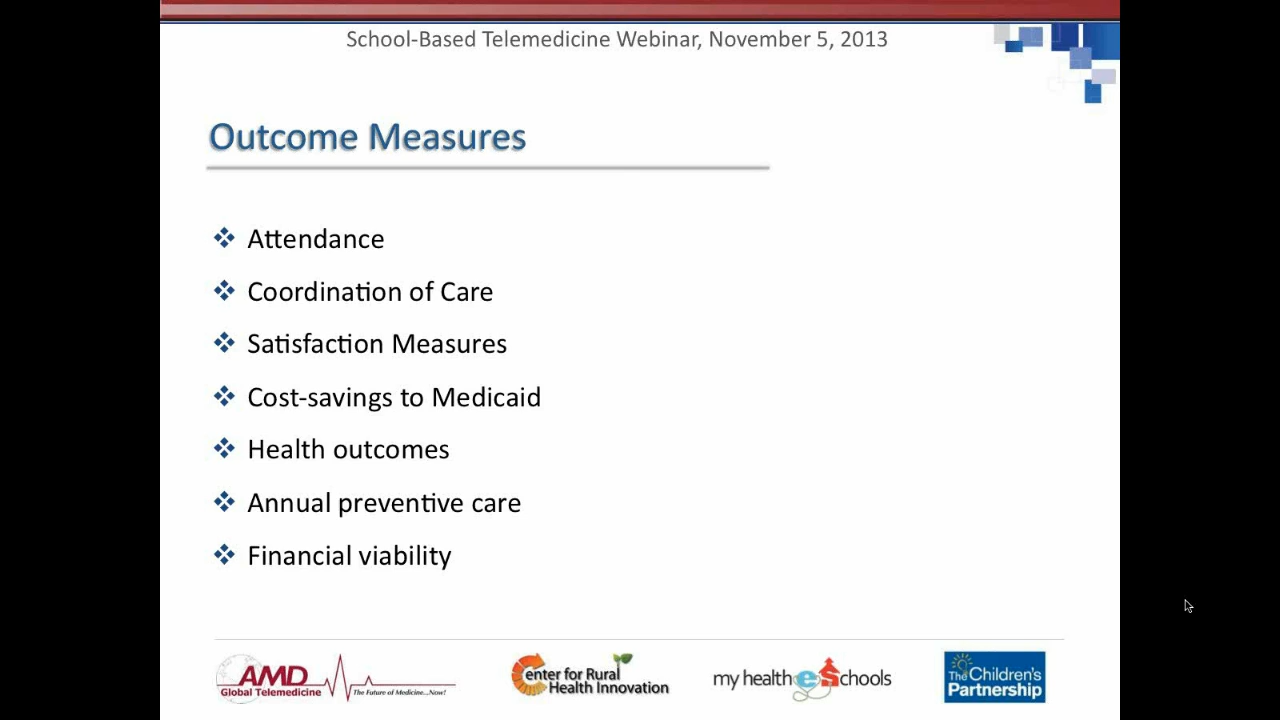 School-Based Telemedicine Webinar, November 5, 2013
Outcome Measures
Attendance
Coordination of Care
Satisfaction Measures
Cost-savings to Medicaid
Health outcomes
Annual preventive care
Financial viability
AMD
Global Telemedicine
The Future of Medicine...Now!
Center for Rural
Health Innovation
my health e Schools
The Children's
Partnership